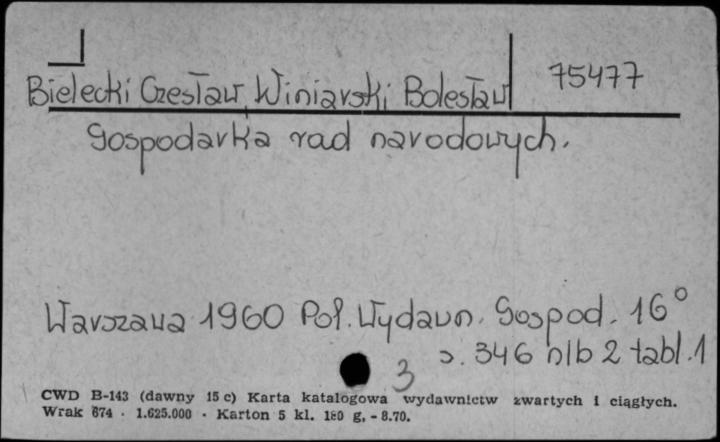 Bielecki Czesław, Winiarski Bolesław 75477
Gospodarka rad narodowych.
Warszawa 1960 Pol. Wydawn. Gospod. 16°
s. 346 nlb 2 tabl. 1
3
CWD B-143 (dawny 15 c) Karta katalogowa wydawnictw zwartych i ciągłych.
Wrak 674 · 1.625.000 · Karton 5 kl. 180 g. - 8.70.